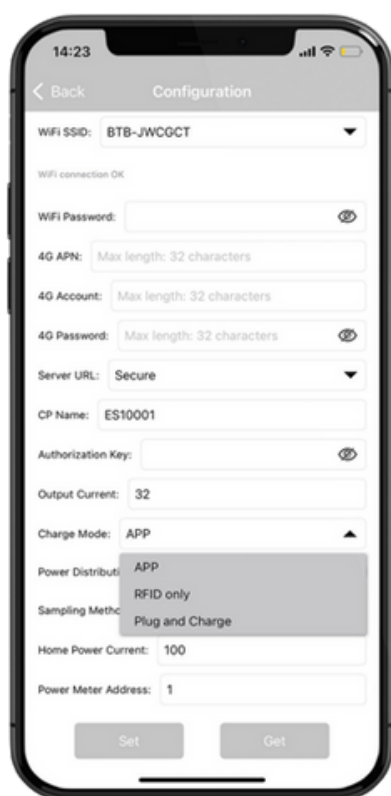 14:23
Back Configuration
WiFi SSID: BTB-JWCGCT
WiFi connection OK
WiFi Password:
4G APN: Max length: 32 characters
4G Account: Max length: 32 characters
4G Password: Max length: 32 characters
Server URL: Secure
CP Name: ES10001
Authorization Key:
Output Current: 32
Charge Mode: APP
Power Distributi
APP
RFID only
Sampling Metho
Plug and Charge
Home Power Current: 100
Power Meter Address: 1
Set Get